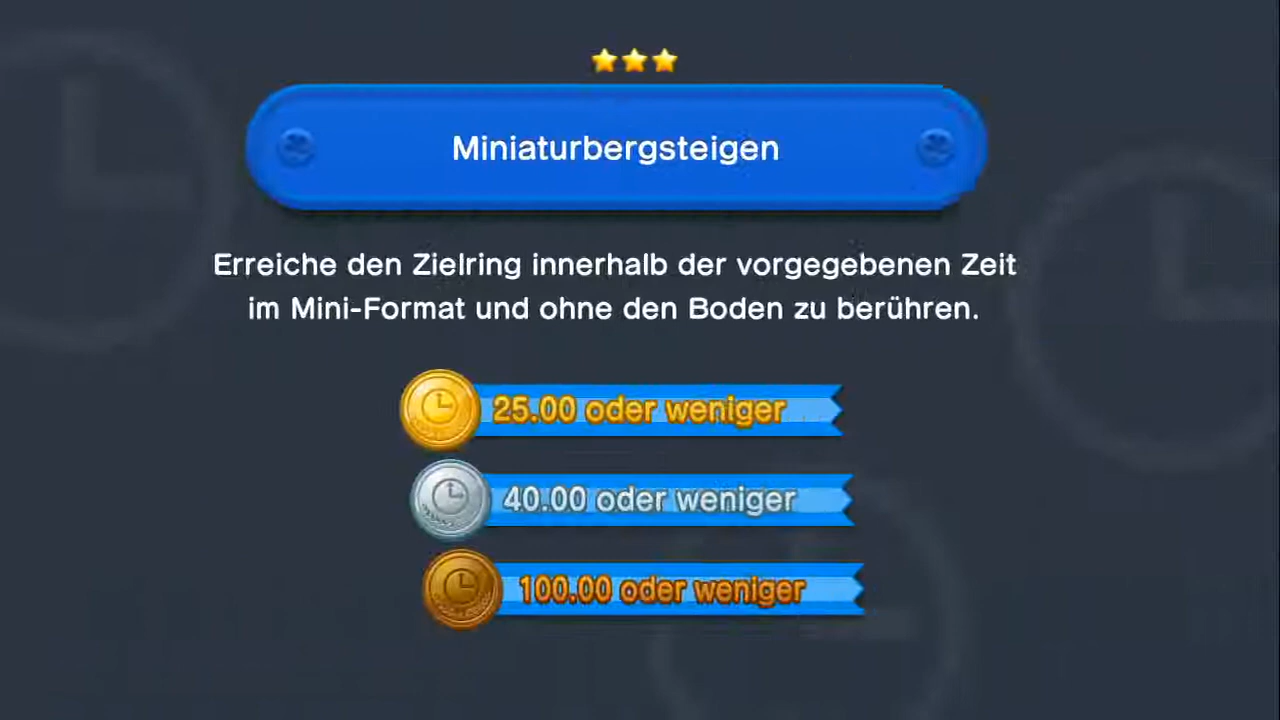 Miniaturbergsteigen
Erreiche den Zielring innerhalb der vorgegebenen Zeit
im Mini-Format und ohne den Boden zu berühren.
25.00 oder weniger
40.00 oder weniger
100.00 oder weniger